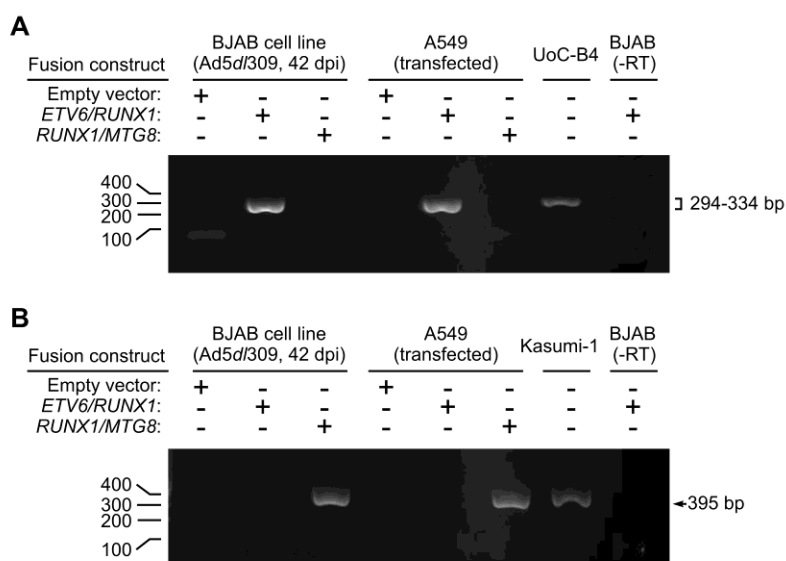 A
Fusion construct
BJAB cell line
(Ad5dl309, 42 dpi)
A549
(transfected)
UoC-B4
BJAB
(-RT)
Empty vector: + - - + - - - -
ETV6/RUNX1: - + - - + - - +
RUNX1/MTG8: - - + - - + - -
400
300
200
100
294-334 bp
B
Fusion construct
BJAB cell line
(Ad5dl309, 42 dpi)
A549
(transfected)
Kasumi-1
BJAB
(-RT)
Empty vector: + - - + - - - -
ETV6/RUNX1: - + - - + - - +
RUNX1/MTG8: - - + - - + - -
400
300
200
100
395 bp